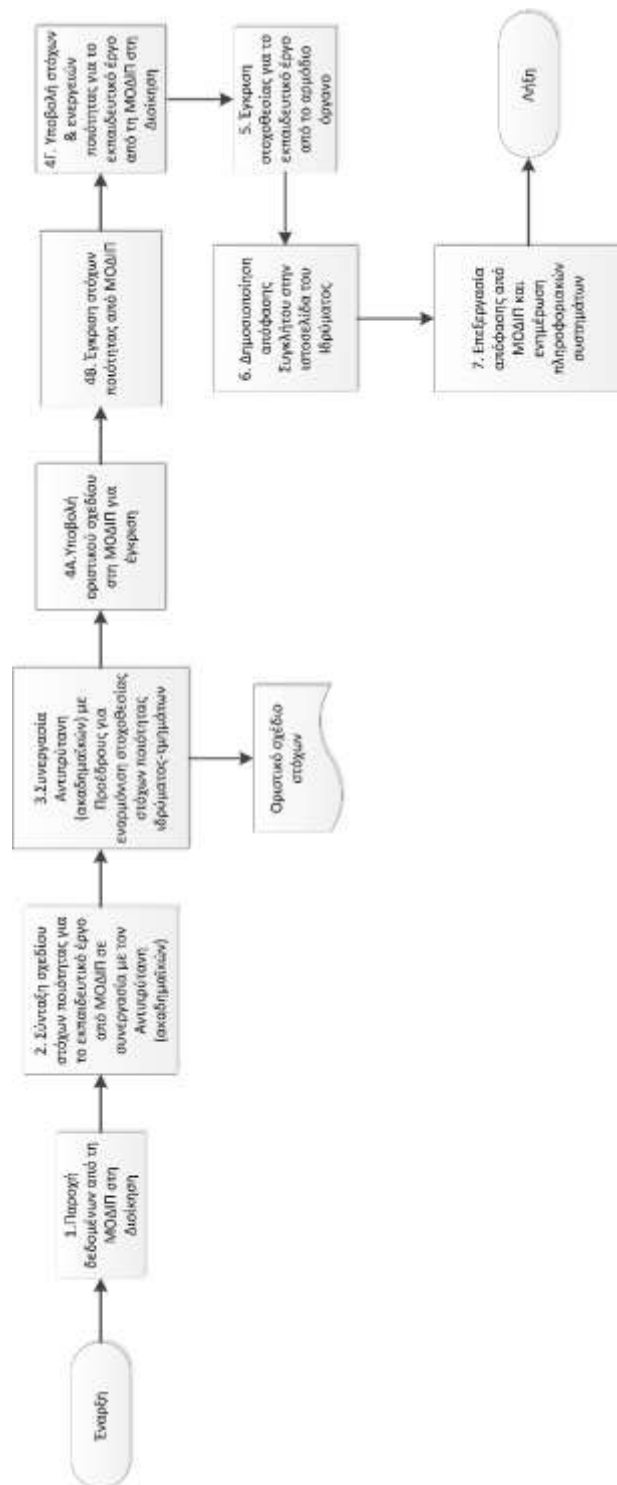 Έναρξη
1.Παροχή
δεδομένων από τη
ΜΟΔΙΠ στη
Διοίκηση
2. Σύνταξη σχεδίου
στόχων ποιότητας για
το εκπαιδευτικό έργο
από ΜΟΔΙΠ σε
συνεργασία με τον
Αντιπρύτανη
(ακαδημαϊκών)
3.Συνεργασία
Αντιπρύτανη
(ακαδημαϊκών) με
Προέδρους για
εναρμόνιση στοχοθεσίας
στόχων ποιότητας
ιδρύματος-τμημάτων
Οριστικό σχέδιο
στόχων
4Α.Υποβολή
οριστικού σχεδίου
στη ΜΟΔΙΠ για
έγκριση
4Β. Έγκριση στόχων
ποιότητας από ΜΟΔΙΠ
4Γ. Υποβολή στόχων
& ενεργειών
ποιότητας για το
εκπαιδευτικό έργο
από τη ΜΟΔΙΠ στη
Διοίκηση
5. Έγκριση
στοχοθεσίας για το
εκπαιδευτικό έργο
από το αρμόδιο
όργανο
6. Δημοσιοποίηση
απόφασης
Συγκλήτου στην
ιστοσελίδα του
Ιδρύματος
7. Επεξεργασία
απόφασης από
ΜΟΔΙΠ και
ενημέρωση
πληροφοριακών
συστημάτων
Λήξη